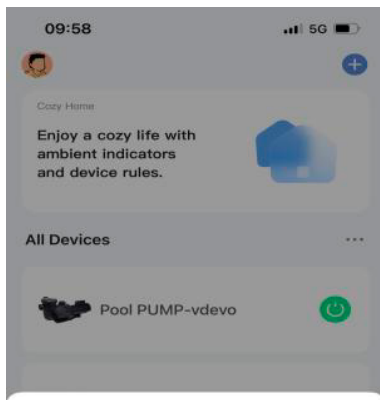 09:58
5G
Cozy Home
Enjoy a cozy life with
ambient indicators
and device rules.
All Devices
...
Pool PUMP-vdevo